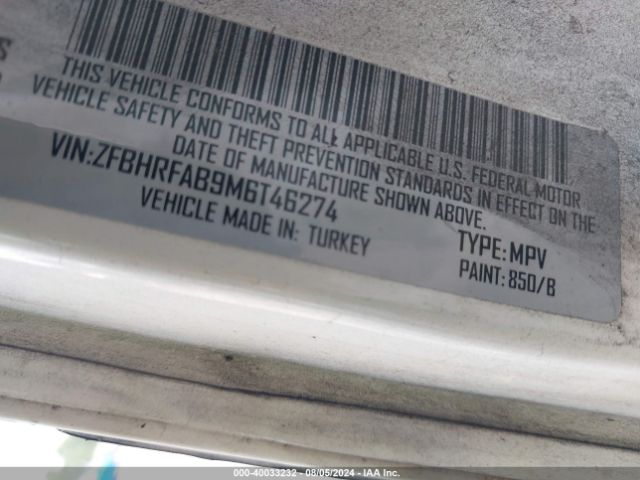 THIS VEHICLE CONFORMS TO ALL APPLICABLE U.S. FEDERAL MOTOR
VEHICLE SAFETY AND THEFT PREVENTION STANDARDS IN EFFECT ON THE
DATE OF MANUFACTURE SHOWN ABOVE.
VIN:ZFBHRFAB9M6T46274
TYPE:MPV
VEHICLE MADE IN: TURKEY
PAINT:850/B
000-40033232 - 08/05/2024 - IAA Inc.